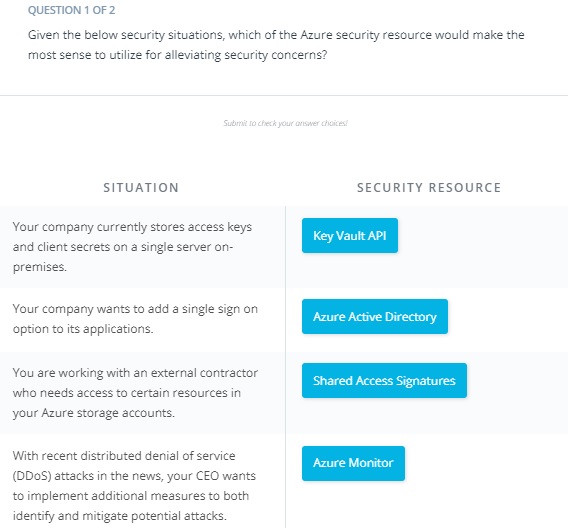 QUESTION 1 OF 2
Given the below security situations, which of the Azure security resource would make the
most sense to utilize for alleviating security concerns?
Submit to check your answer choices!
SITUATION
SECURITY RESOURCE
Your company currently stores access keys
and client secrets on a single server on-
premises.
Key Vault API
Your company wants to add a single sign on
option to its applications.
Azure Active Directory
You are working with an external contractor
who needs access to certain resources in
your Azure storage accounts.
Shared Access Signatures
With recent distributed denial of service
(DDoS) attacks in the news, your CEO wants
to implement additional measures to both
identify and mitigate potential attacks.
Azure Monitor